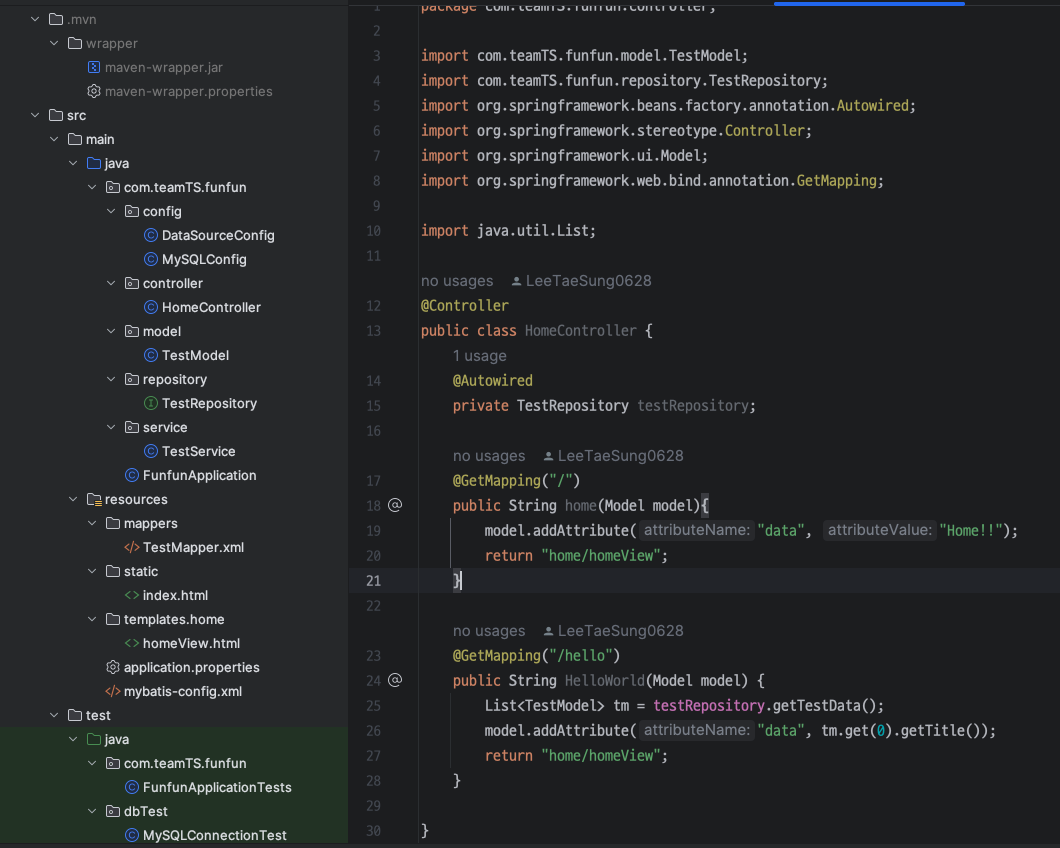 .mvn
wrapper
maven-wrapper.jar
maven-wrapper.properties
src
main
java
com.teamTS.funfun
config
DataSourceConfig
MySQLConfig
controller
HomeController
model
TestModel
repository
TestRepository
service
TestService
FunfunApplication
resources
mappers
TestMapper.xml
static
index.html
templates.home
homeView.html
application.properties
mybatis-config.xml
test
java
com.teamTS.funfun
FunfunApplicationTests
dbTest
MySQLConnectionTest
1 package com.teamTS.funfun.controller;
2
3 import com.teamTS.funfun.model.TestModel;
4 import com.teamTS.funfun.repository.TestRepository;
5 import org.springframework.beans.factory.annotation.Autowired;
6 import org.springframework.stereotype.Controller;
7 import org.springframework.ui.Model;
8 import org.springframework.web.bind.annotation.GetMapping;
9
10 import java.util.List;
11
no usages LeeTaeSung0628
12 @Controller
13 public class HomeController {
1 usage
14 @Autowired
15 private TestRepository testRepository;
16
no usages LeeTaeSung0628
17 @GetMapping("/")
18 @ public String home(Model model){
19 model.addAttribute( attributeName: "data", attributeValue: "Home!!");
20 return "home/homeView";
21 }
22
no usages LeeTaeSung0628
23 @GetMapping("/hello")
24 @ public String HelloWorld(Model model) {
25 List<TestModel> tm = testRepository.getTestData();
26 model.addAttribute( attributeName: "data", tm.get(0).getTitle());
27 return "home/homeView";
28 }
29
30 }